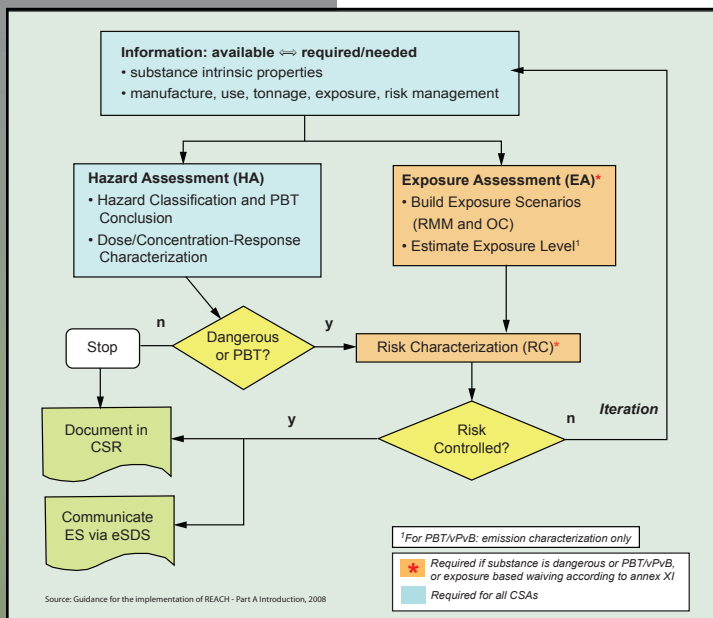 Information: available ⇔ required/needed
• substance intrinsic properties
• manufacture, use, tonnage, exposure, risk management
Hazard Assessment (HA)
• Hazard Classification and PBT
Conclusion
• Dose/Concentration-Response
Characterization
Exposure Assessment (EA)*
• Build Exposure Scenarios
(RMM and OC)
• Estimate Exposure Level¹
n
y
Stop
Dangerous
or PBT?
Risk Characterization (RC)*
Document in
CSR
y
Risk
Controlled?
n
Iteration
Communicate
ES via eSDS
¹For PBT/vPvB: emission characterization only
* Required if substance is dangerous or PBT/vPvB,
or exposure based waiving according to annex XI
Required for all CSAs
Source: Guidance for the implementation of REACH - Part A Introduction, 2008